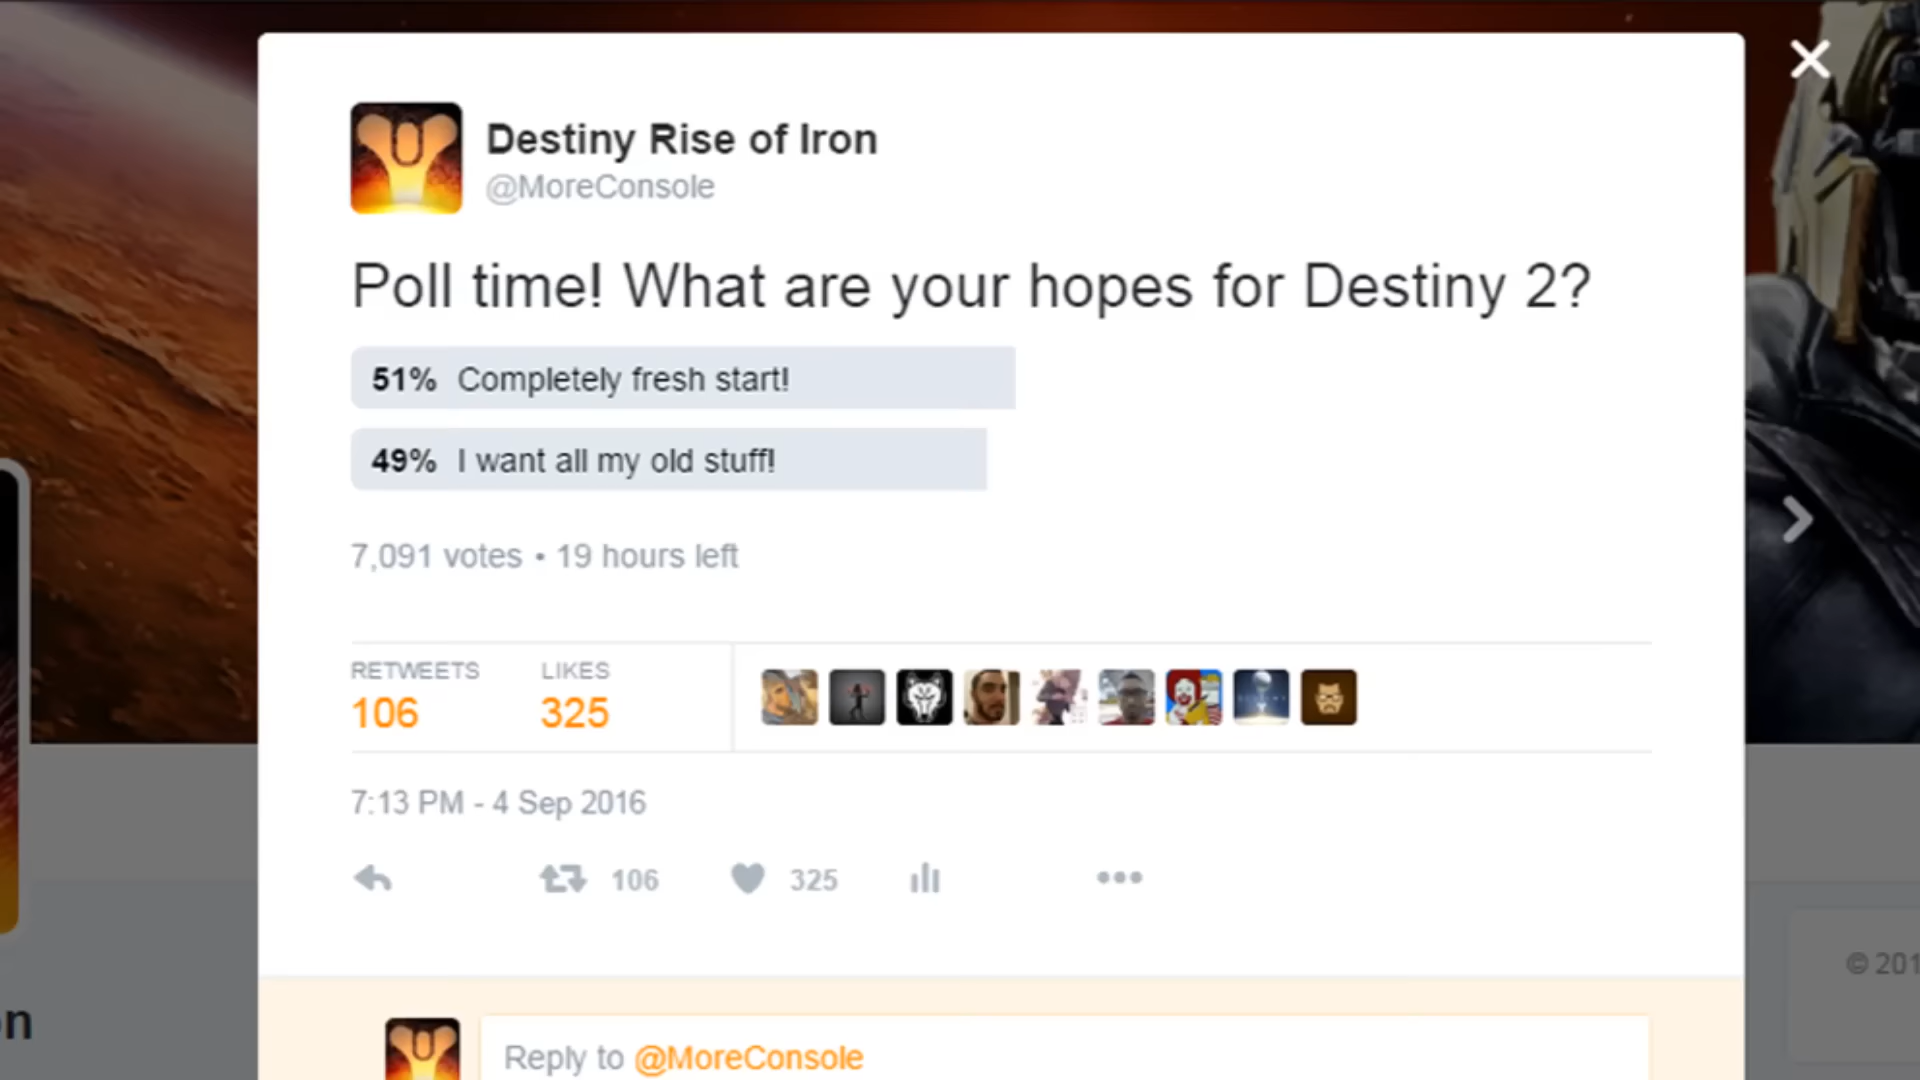 Destiny Rise of Iron
@MoreConsole
Poll time! What are your hopes for Destiny 2?
51% Completely fresh start!
49% I want all my old stuff!
7,091 votes • 19 hours left
RETWEETS LIKES
106 325
7:13 PM - 4 Sep 2016
106 325
© 201
on
Reply to @MoreConsole